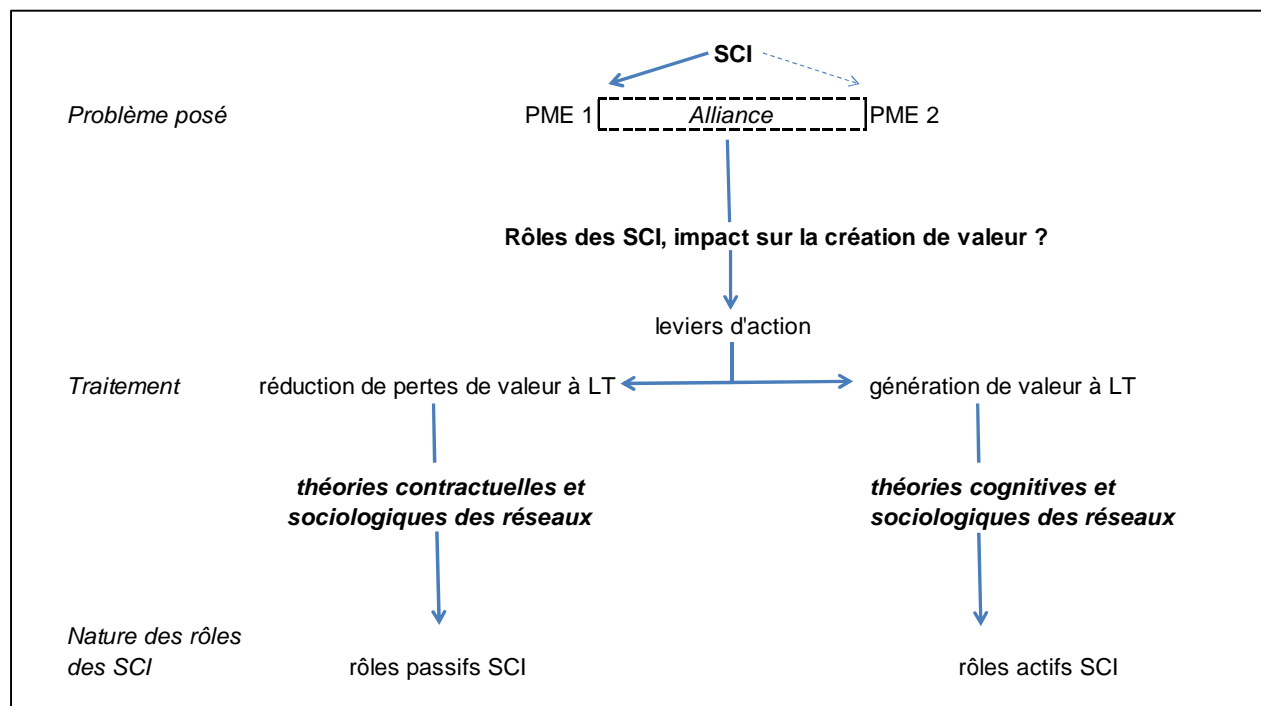 SCI
Problème posé PME 1 Alliance PME 2
Rôles des SCI, impact sur la création de valeur ?
leviers d'action
Traitement réduction de pertes de valeur à LT génération de valeur à LT
théories contractuelles et
sociologiques des réseaux
théories cognitives et
sociologiques des réseaux
Nature des rôles
des SCI rôles passifs SCI rôles actifs SCI